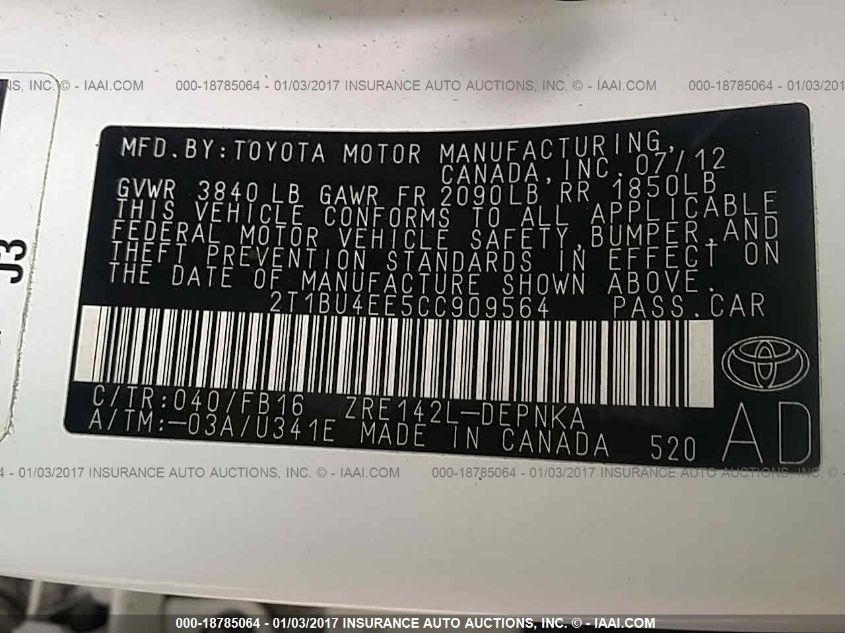 NS, INC. - IAAI.COM 000-18785064 - 01/03/2017 INSURANCE AUTO AUCTIONS, INC. - IAAI.COM 000-18785064 - 01/03/
MFD.BY:TOYOTA MOTOR MANUFACTURING,
CANADA,INC. 07/12
GVWR 3840 LB GAWR FR 2090LB RR 1850LB
THIS VEHICLE CONFORMS TO ALL APPLICABLE
FEDERAL MOTOR VEHICLE SAFETY,BUMPER,AND
THEFT PREVENTION STANDARDS IN EFFECT ON
THE DATE OF MANUFACTURE SHOWN ABOVE.
2T1BU4EE5CC909564 PASS.CAR
J3
C/TR:040/FB16 ZRE142L-DEPNKA
A/TM:-03A/U341E MADE IN CANADA 520
AD
64 - 01/03/2017 INSURANCE AUTO AUCTIONS, INC. - IAAI.COM 000-18785064 - 01/03/2017 INSURANCE AUTO AUCTION
000-18785064 - 01/03/2017 INSURANCE AUTO AUCTIONS, INC. - IAAI.COM